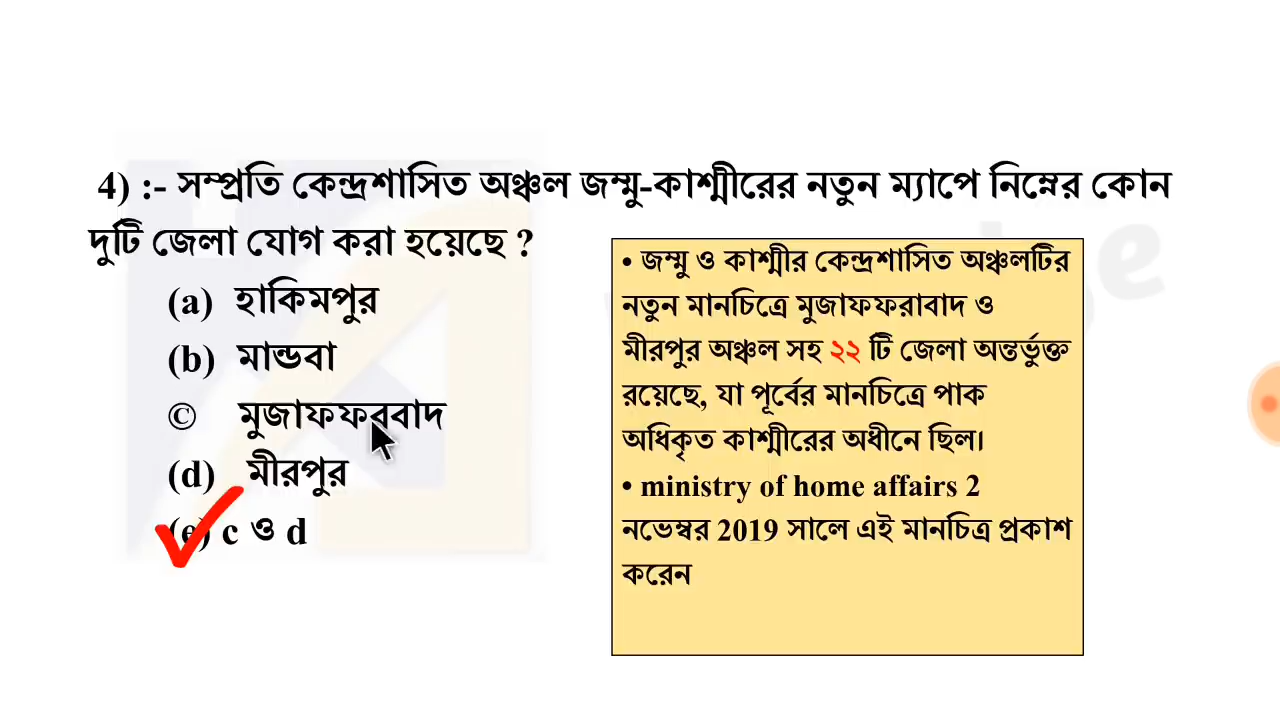 4) :- সম্প্রতি কেন্দ্রশাসিত অঞ্চল জম্মু-কাশ্মীরের নতুন ম্যাপে নিম্নের কোন
দুটি জেলা যোগ করা হয়েছে ?
(a) হাকিমপুর
(b) মান্ডবা
© মুজাফফরবাদ
(d) মীরপুর
(e) c ও d
• জম্মু ও কাশ্মীর কেন্দ্রশাসিত অঞ্চলটির
নতুন মানচিত্রে মুজাফফরাবাদ ও
মীরপুর অঞ্চল সহ ২২ টি জেলা অন্তর্ভুক্ত
রয়েছে, যা পূর্বের মানচিত্রে পাক
অধিকৃত কাশ্মীরের অধীনে ছিল।
• ministry of home affairs 2
নভেম্বর 2019 সালে এই মানচিত্র প্রকাশ
করেন